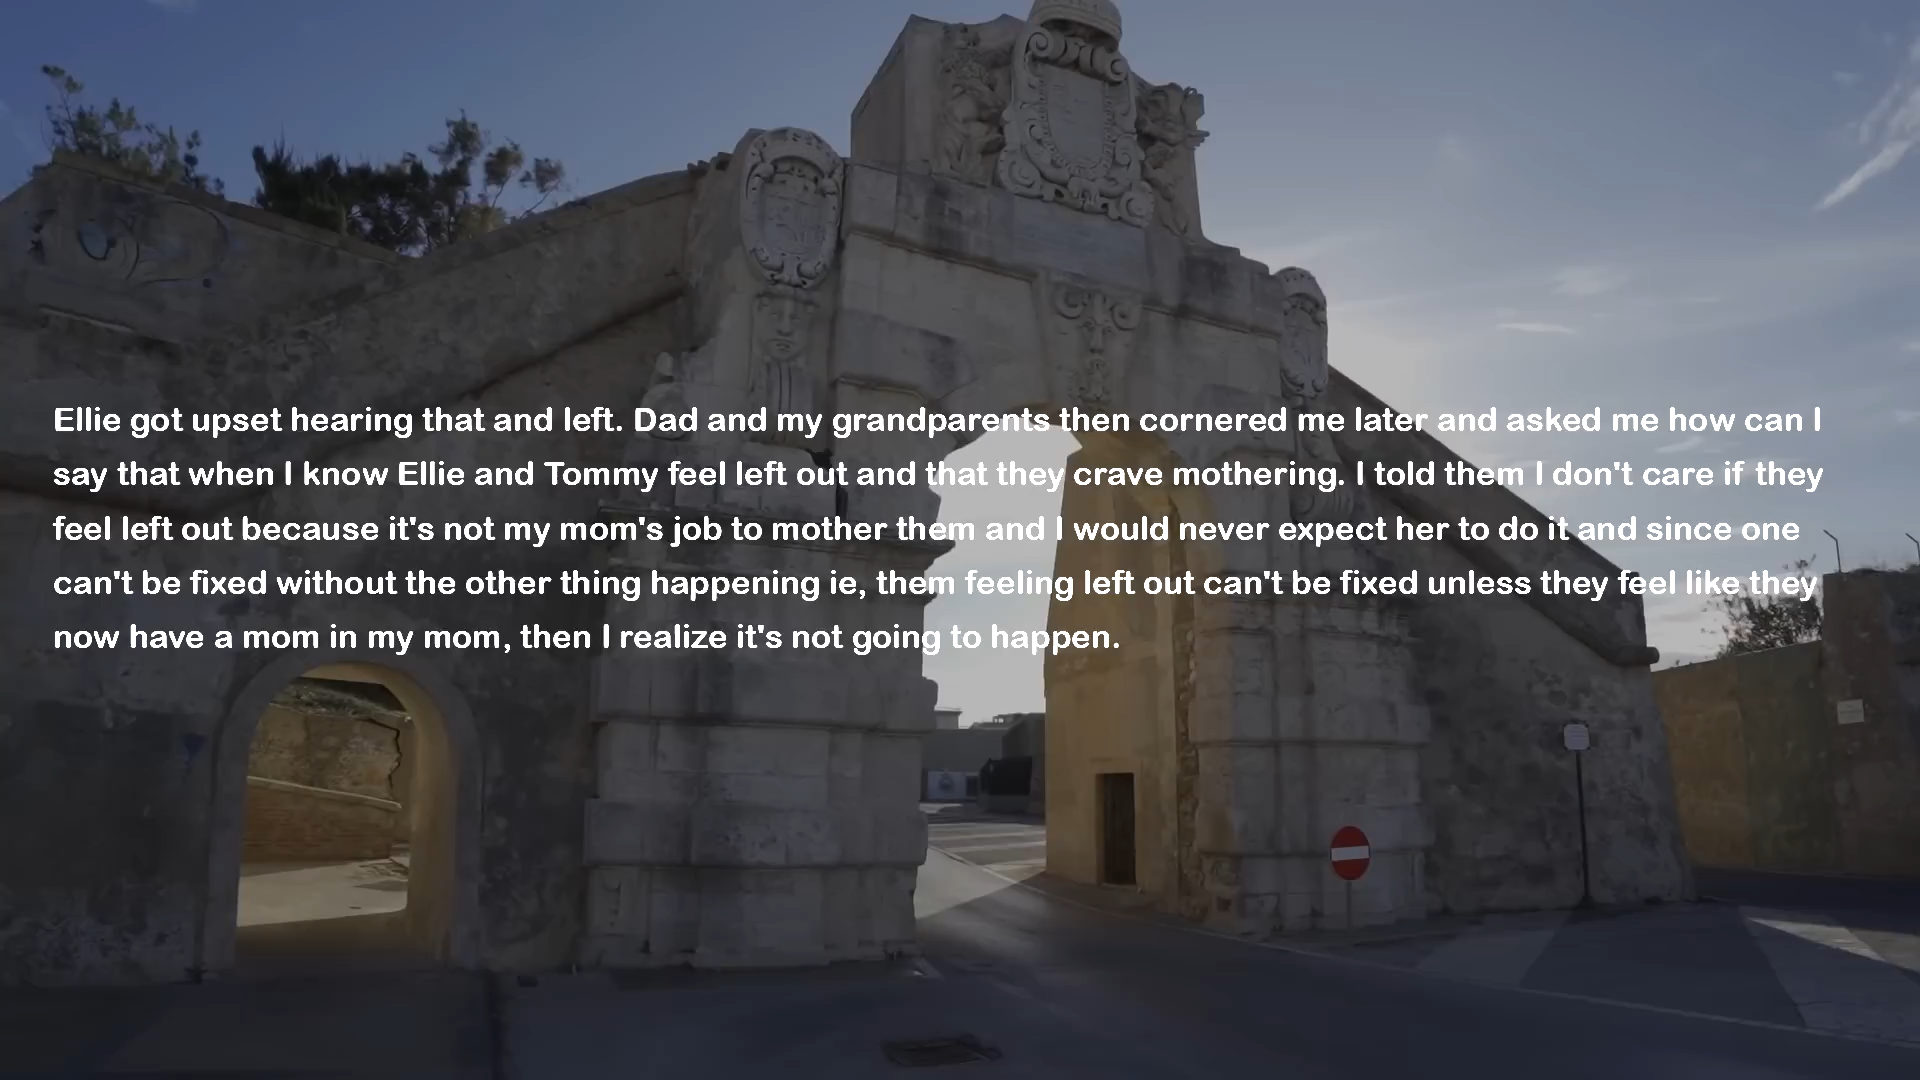 Ellie got upset hearing that and left. Dad and my grandparents then cornered me later and asked me how can I
say that when I know Ellie and Tommy feel left out and that they crave mothering. I told them I don't care if they
feel left out because it's not my mom's job to mother them and I would never expect her to do it and since one
can't be fixed without the other thing happening ie, them feeling left out can't be fixed unless they feel like they
now have a mom in my mom, then I realize it's not going to happen.